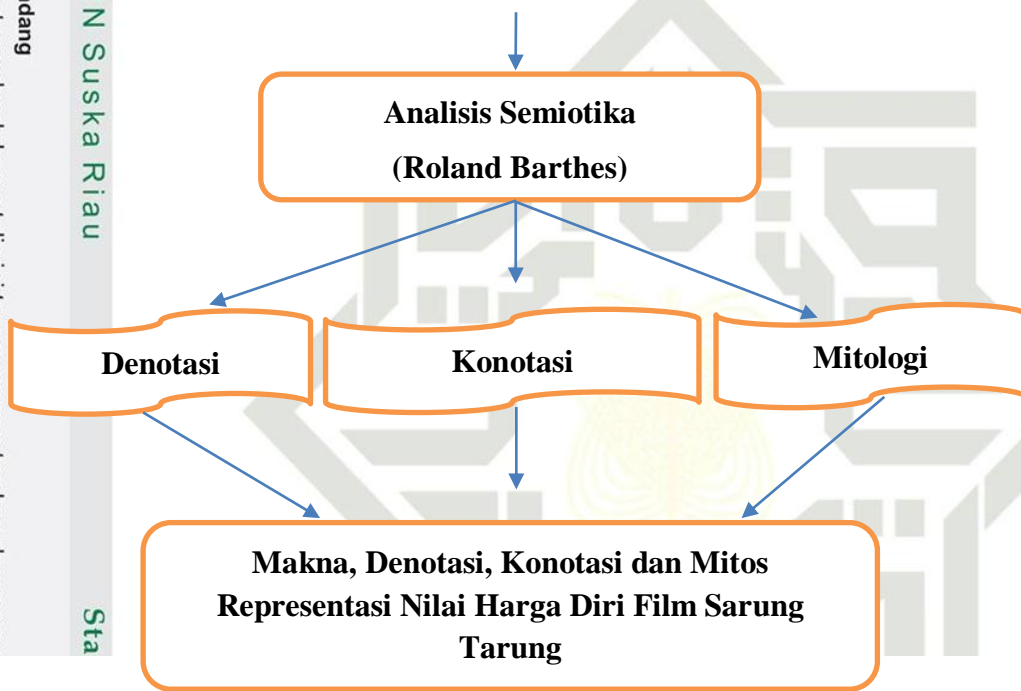 Analisis Semiotika
(Roland Barthes)
Denotasi
Konotasi
Mitologi
Makna, Denotasi, Konotasi dan Mitos
Representasi Nilai Harga Diri Film Sarung
Tarung
N Suska Riau
Sta